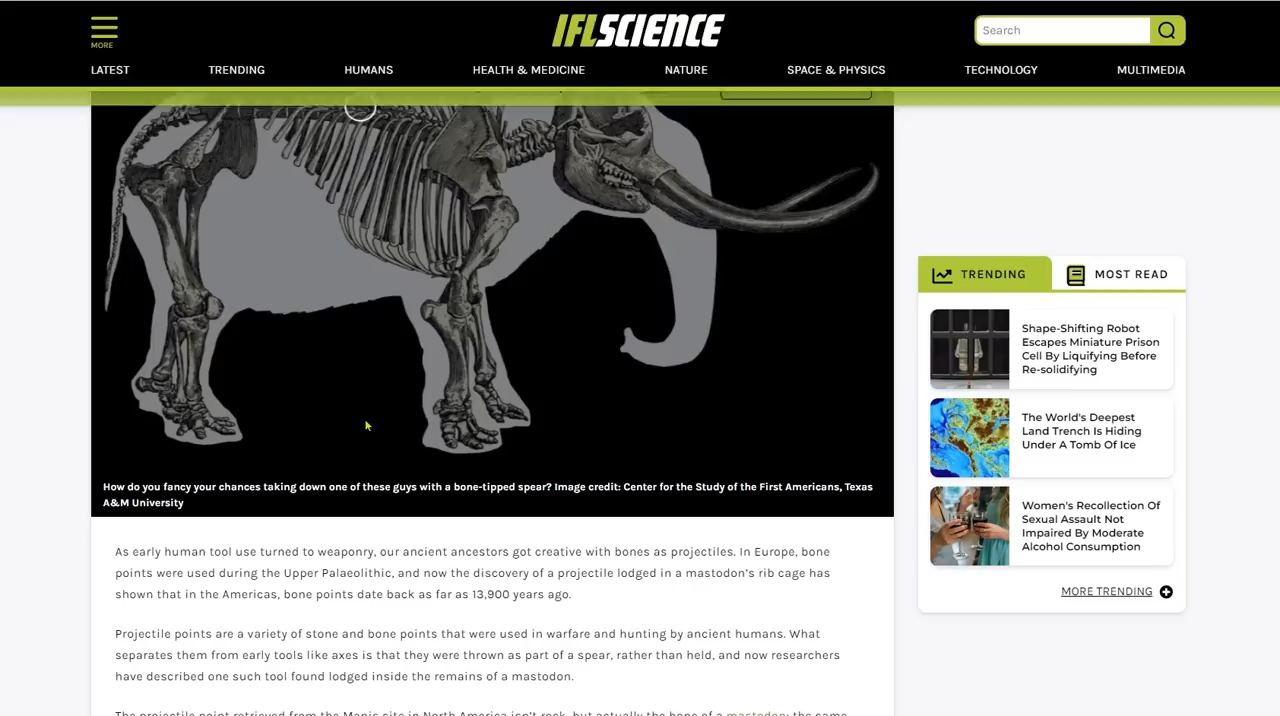 MORE
IFLSCIENCE
Search
LATEST
TRENDING
HUMANS
HEALTH & MEDICINE
NATURE
SPACE & PHYSICS
TECHNOLOGY
MULTIMEDIA
How do you fancy your chances taking down one of these guys with a bone-tipped spear? Image credit: Center for the Study of the First Americans, Texas
A&M University
As early human tool use turned to weaponry, our ancient ancestors got creative with bones as projectiles. In Europe, bone
points were used during the Upper Palaeolithic, and now the discovery of a projectile lodged in a mastodon's rib cage has
shown that in the Americas, bone points date back as far as 13,900 years ago.
Projectile points are a variety of stone and bone points that were used in warfare and hunting by ancient humans. What
separates them from early tools like axes is that they were thrown as part of a spear, rather than held, and now researchers
have described one such tool found lodged inside the remains of a mastodon.
The projectile point retrieved from the Manis site in North America isn't rock, but actually the bone of a mastodon; the same
TRENDING
MOST READ
Shape-Shifting Robot
Escapes Miniature Prison
Cell By Liquifying Before
Re-solidifying
The World's Deepest
Land Trench Is Hiding
Under A Tomb Of Ice
Women's Recollection Of
Sexual Assault Not
Impaired By Moderate
Alcohol Consumption
MORE TRENDING